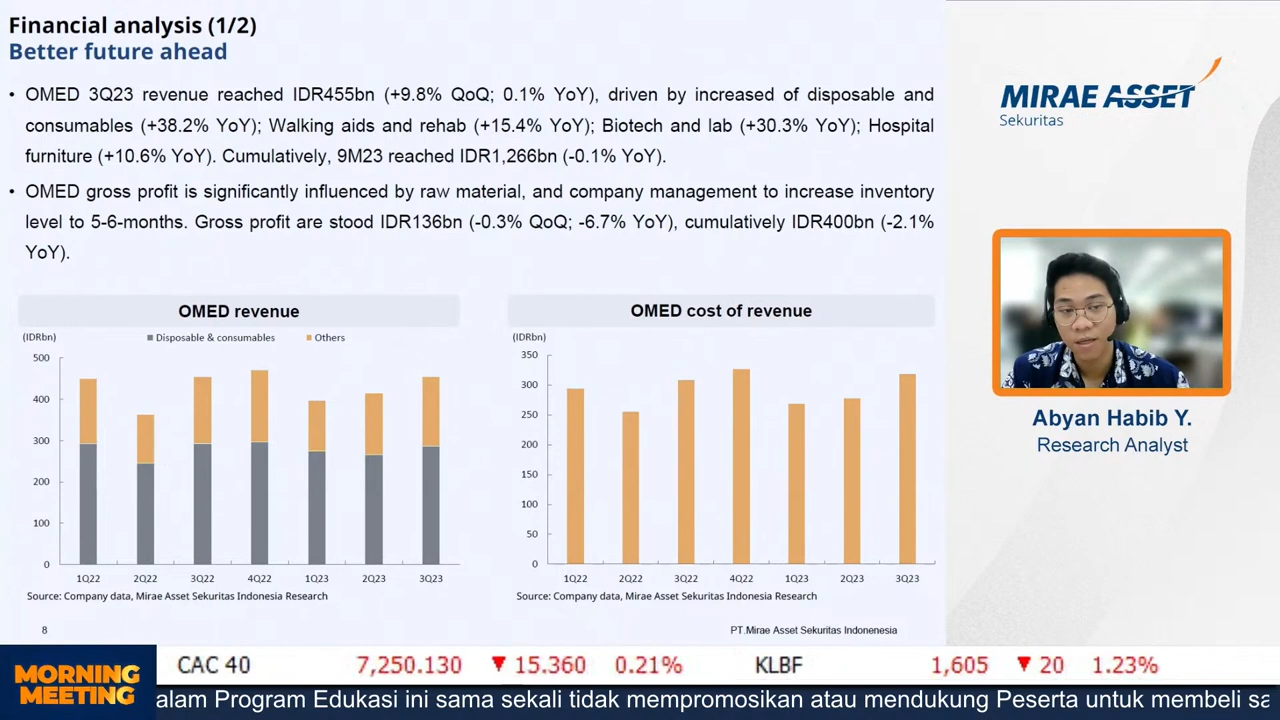 Financial analysis (1/2)
Better future ahead
• OMED 3Q23 revenue reached IDR455bn (+9.8% QoQ; 0.1% YoY), driven by increased of disposable and
consumables (+38.2% YoY); Walking aids and rehab (+15.4% YoY); Biotech and lab (+30.3% YoY); Hospital
furniture (+10.6% YoY). Cumulatively, 9M23 reached IDR1,266bn (-0.1% YoY).
• OMED gross profit is significantly influenced by raw material, and company management to increase inventory
level to 5-6-months. Gross profit are stood IDR136bn (-0.3% QoQ; -6.7% YoY), cumulatively IDR400bn (-2.1%
YoY).
OMED revenue
(IDRbn)
Disposable & consumables
Others
500
400
300
200
100
0
1Q22 2Q22 3Q22 4Q22 1Q23 2Q23 3Q23
Source: Company data, Mirae Asset Sekuritas Indonesia Research
OMED cost of revenue
(IDRbn)
350
300
250
200
150
100
50
0
1Q22 2Q22 3Q22 4Q22 1Q23 2Q23 3Q23
Source: Company data, Mirae Asset Sekuritas Indonesia Research
8
PT.Mirae Asset Sekuritas Indonenesia
MIRAE ASSET
Sekuritas
Abyan Habib Y.
Research Analyst
MORNING
MEETING
CAC 40 7,250.130 ▼ 15.360 0.21% KLBF 1,605 ▼ 20 1.23%
alam Program Edukasi ini sama sekali tidak mempromosikan atau mendukung Peserta untuk membeli sa